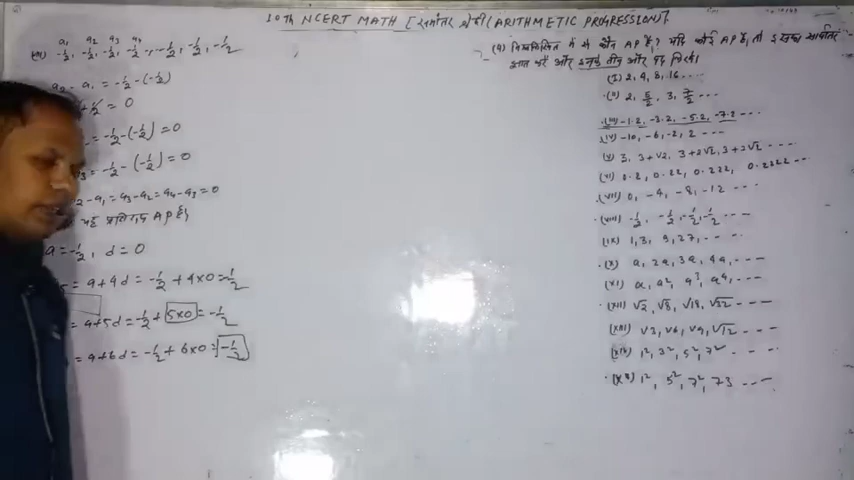 10th NCERT MATH [समांतर श्रेढ़ी (ARITHMETIC PROGRESSION)].
a₁ a₂ a₃ a₄
-1/2, -1/2, -1/2, -1/2, -1/2, -1/2, -1/2
a₂ - a₁ = -1/2 - (-1/2)
+ 1/2 = 0
= -1/2 - (-1/2) = 0
a₃ = -1/2 - (-1/2) = 0
a₂ - a₁ = a₃ - a₂ = a₄ - a₃ = 0
यह प्रतिपद AP है।
a = -1/2, d = 0
= a + 4d = -1/2 + 4×0 = -1/2
= a + 5d = -1/2 + 5×0 = -1/2
= a + 6d = -1/2 + 6×0 = -1/2
(4) निम्नलिखित में से कौन AP है? यदि कोई AP है, तो इसका सार्वांतर
ज्ञात करें और इनके तीन और पद लिखें।
(I) 2, 4, 8, 16 ....
(II) 2, 5/2, 3, 7/2 ....
(III) -1.2, -3.2, -5.2, -7.2 ...
(IV) -10, -6, -2, 2 ...
(V) 3, 3+√2, 3+2√2, 3+3√2, ....
(VI) 0.2, 0.22, 0.222, 0.2222 ...
(VII) 0, -4, -8, -12 ...
(VIII) -1/2, -1/2, -1/2, -1/2 ...
(IX) 1, 3, 9, 27, ....
(X) a, 2a, 3a, 4a, ....
(XI) a, a², a³, a⁴, ....
(XII) √2, √8, √18, √32 ....
(XIII) √3, √6, √9, √12 ....
(XIV) 1², 3², 5², 7² ...
(XV) 1², 5², 7², 73 ...